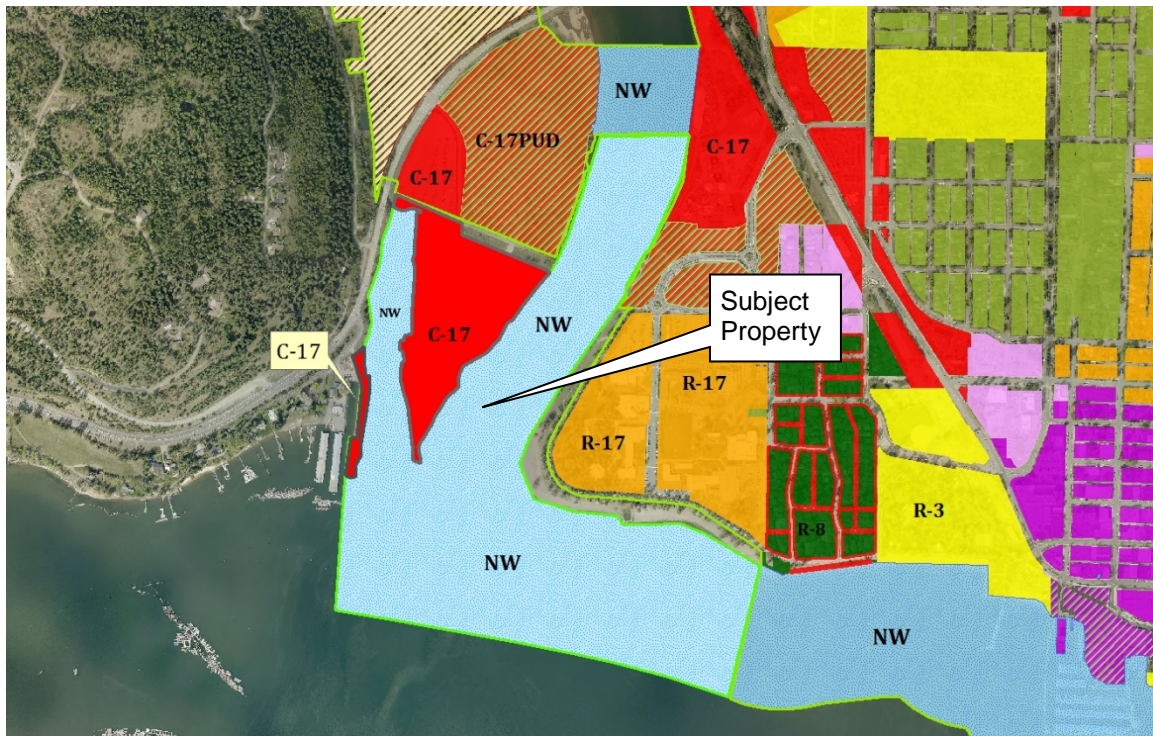 NW
C-17PUD
C-17
C-17
NW
C-17
NW
Subject
Property
C-17
R-17
R-17
R-3
R-8
NW
NW